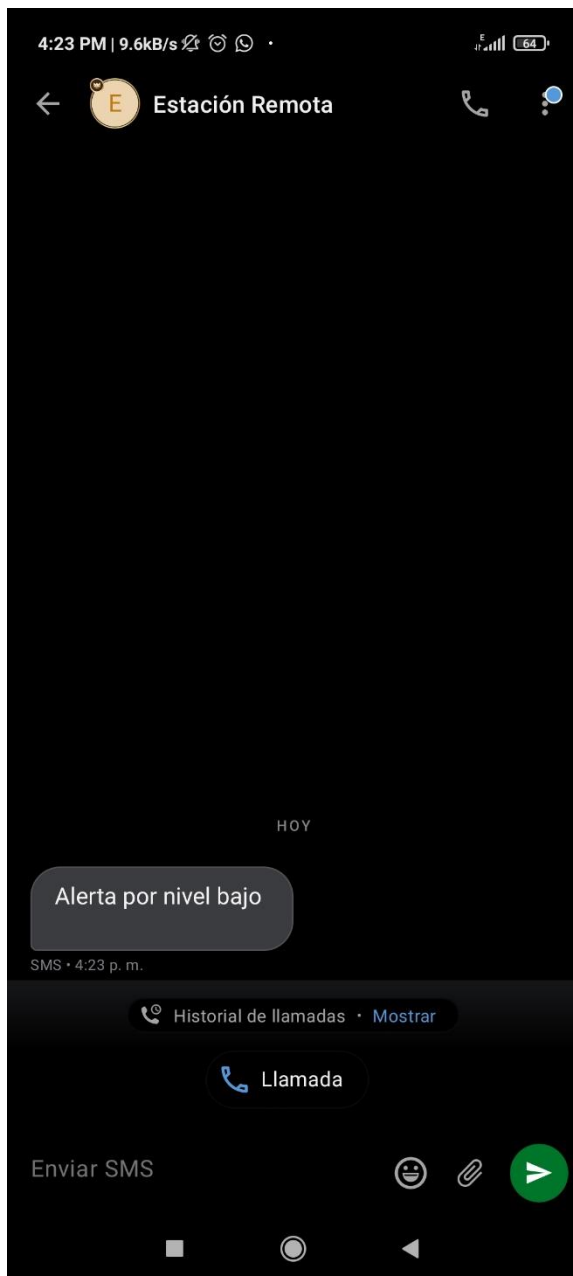 4:23 PM | 9.6kB/s
E
64
E
Estación Remota
HOY
Alerta por nivel bajo
SMS • 4:23 p. m.
Historial de llamadas · Mostrar
Llamada
Enviar SMS